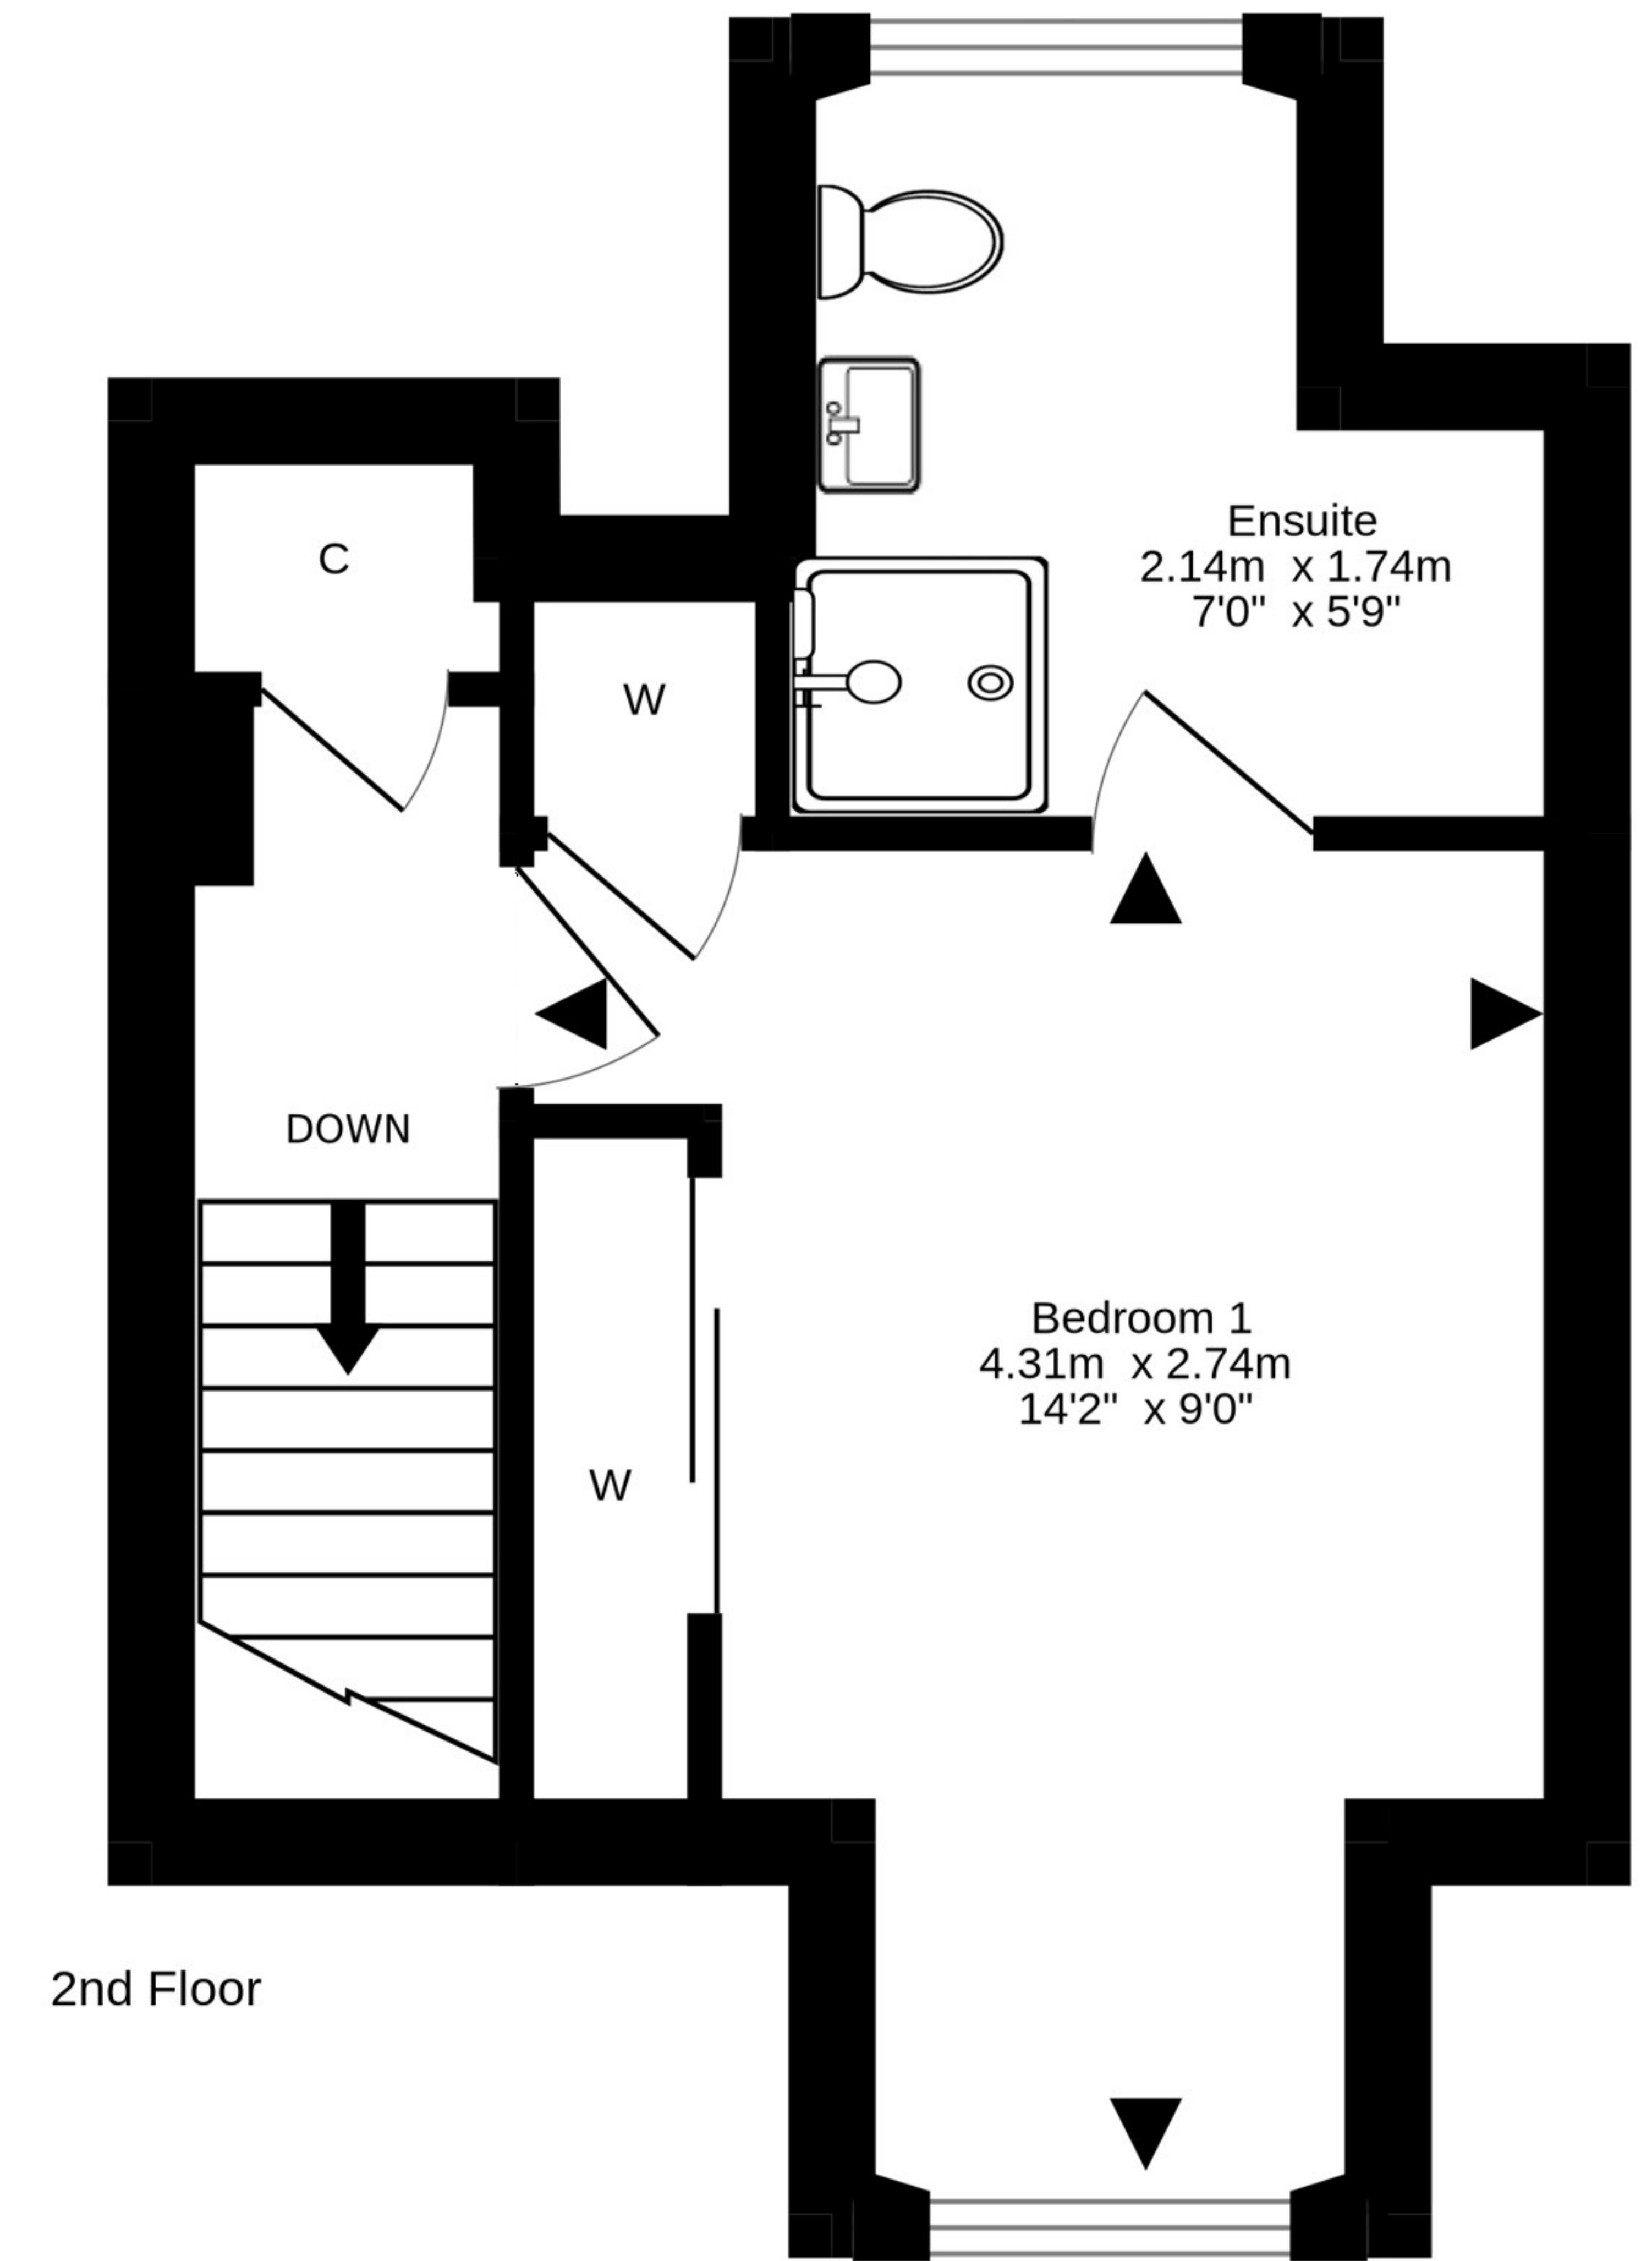 C
W
Ensuite
2.14m x 1.74m
7'0" x 5'9"
DOWN
Bedroom 1
4.31m x 2.74m
14'2" x 9'0"
W
2nd Floor